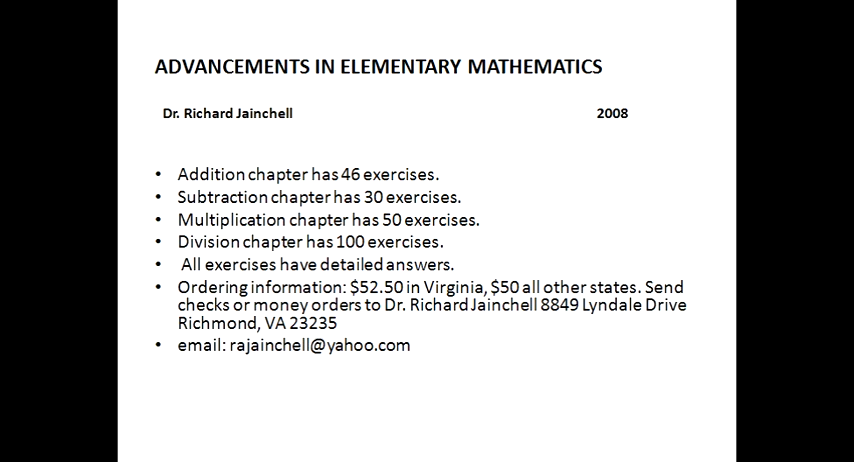 ADVANCEMENTS IN ELEMENTARY MATHEMATICS
Dr. Richard Jainchell 2008
• Addition chapter has 46 exercises.
• Subtraction chapter has 30 exercises.
• Multiplication chapter has 50 exercises.
• Division chapter has 100 exercises.
• All exercises have detailed answers.
• Ordering information: $52.50 in Virginia, $50 all other states. Send
checks or money orders to Dr. Richard Jainchell 8849 Lyndale Drive
Richmond, VA 23235
• email: rajainchell@yahoo.com